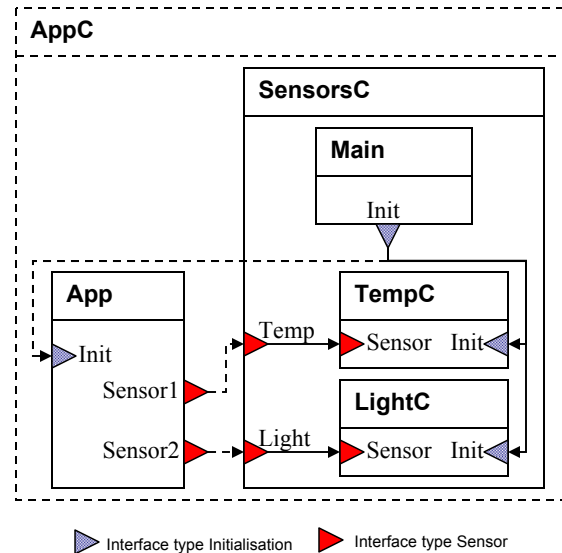 AppC
SensorsC
Main
Init
App
TempC
Init
Temp
Sensor Init
Sensor1
LightC
Sensor2
Light
Sensor Init
Interface type Initialisation
Interface type Sensor